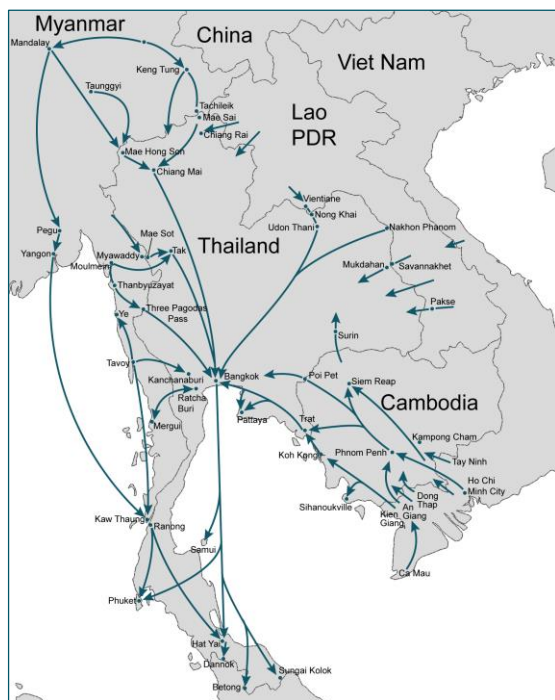 Myanmar
China
Mandalay
Viet Nam
Keng Tung
Taunggyi
Lao
PDR
Tachileik
Mae Sai
Chiang Rai
Mae Hong Son
Chiang Mai
Vientiane
Nong Khai
Udon Thani
Nakhon Phanom
Pegu
Yangon
Mae Sot
Thailand
Myawaddy
Tak
Moulmein
Mukdahan
Savannakhet
Thanbyuzayat
Ye
Three Pagodas
Pass
Pakse
Surin
Tavoy
Kanchanaburi
Bangkok
Poi Pet
Siem Reap
Ratcha
Buri
Cambodia
Mergui
Pattaya
Trat
Kampong Cham
Koh Kong
Phnom Penh
Tay Ninh
Ho Chi
Minh City
Sihanoukville
Dong
Thap
An
Giang
Kien
Giang
Kaw Thaung
Ranong
Samui
Ca Mau
Phuket
Hat Yai
Dannok
Sungai Kolok
Betong